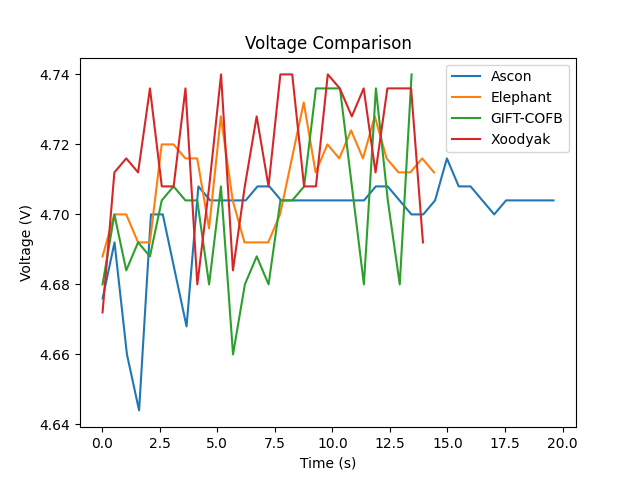 Voltage Comparison
4.74
4.72
4.70
4.68
4.66
4.64
Voltage (V)
Ascon
Elephant
GIFT-COFB
Xoodyak
0.0 2.5 5.0 7.5 10.0 12.5 15.0 17.5 20.0
Time (s)